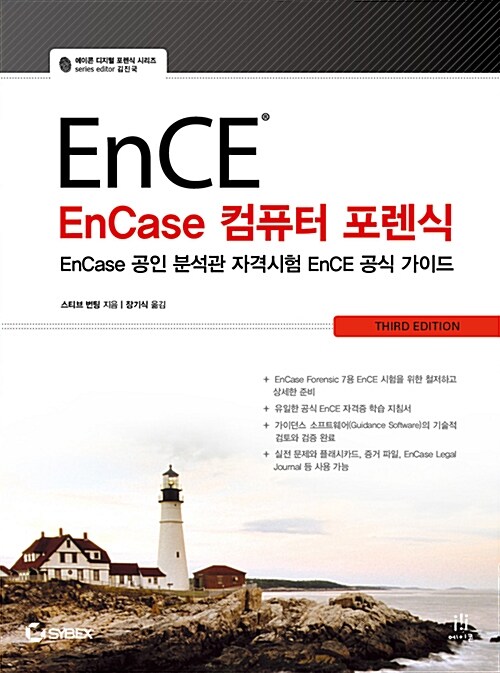 에이콘 디지털 포렌식 시리즈
series editor 김진국
EnCE®
EnCase 컴퓨터 포렌식
EnCase 공인 분석관 자격시험 EnCE 공식 가이드
스티브 번팅 지음 | 장기식 옮김
THIRD EDITION
+ EnCase Forensic 7용 EnCE 시험을 위한 철저하고
상세한 준비
+ 유일한 공식 EnCE 자격증 학습 지침서
+ 가이던스 소프트웨어(Guidance Software)의 기술적
검토와 검증 완료
+ 실전 문제와 플래시카드, 증거 파일, EnCase Legal
Journal 등 사용 가능
SYBEX
에이콘